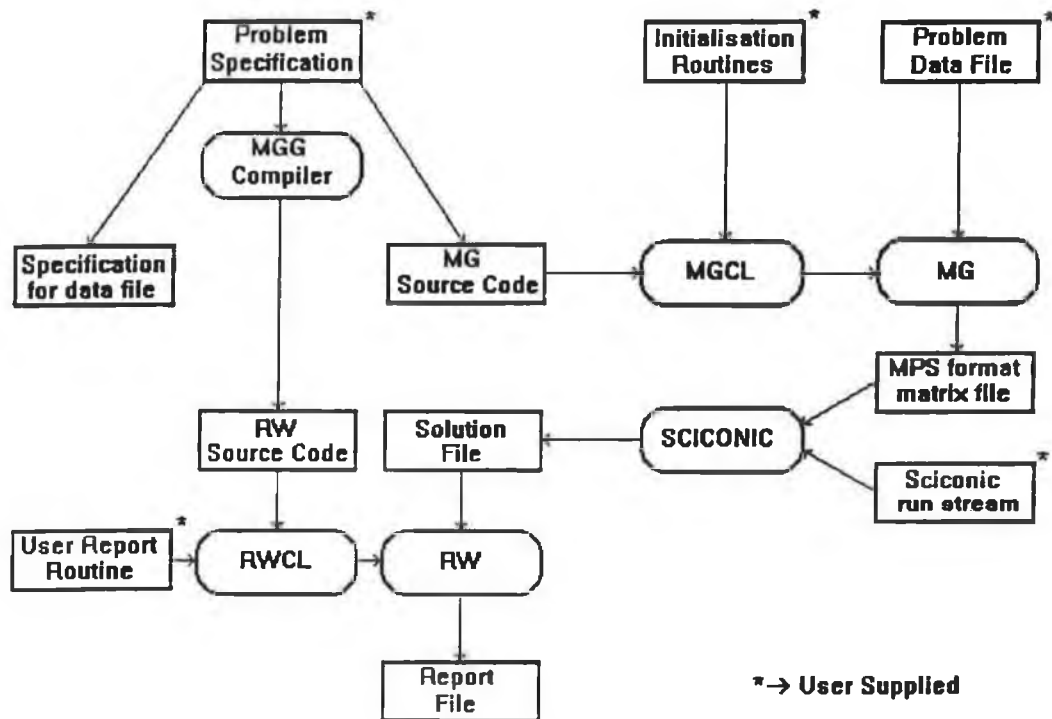 Problem
Specification
*
Initialisation
Routines
*
Problem
Data File
*
MGG
Compiler
Specification
for data file
MG
Source Code
MGCL
MG
MPS format
matrix file
RW
Source Code
Solution
File
SCICONIC
Sciconic
run stream
*
User Report
Routine
*
RWCL
RW
Report
File
*→ User Supplied